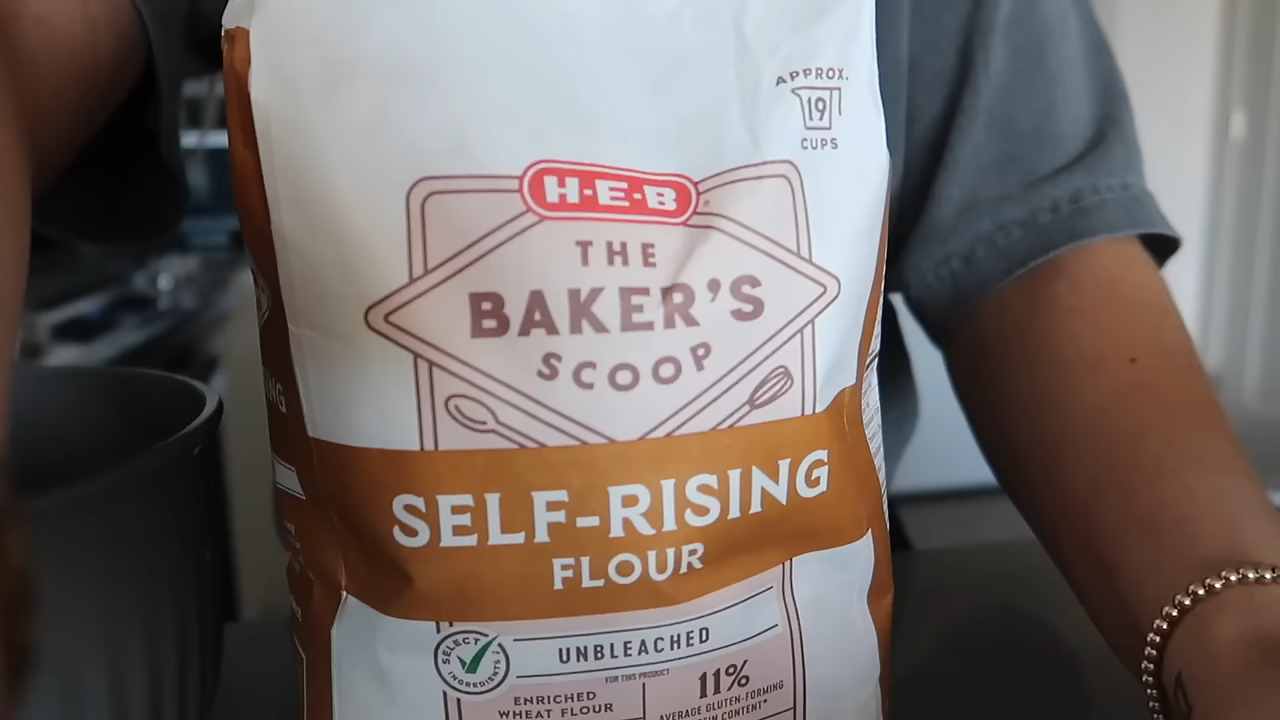 APPROX.
19
CUPS
H-E-B
THE
BAKER'S
SCOOP
SELF-RISING
FLOUR
SELECT
INGREDIENTS
UNBLEACHED
FOR THIS PRODUCT
ENRICHED
WHEAT FLOUR
11%
AVERAGE GLUTEN-FORMING
CONTENT*